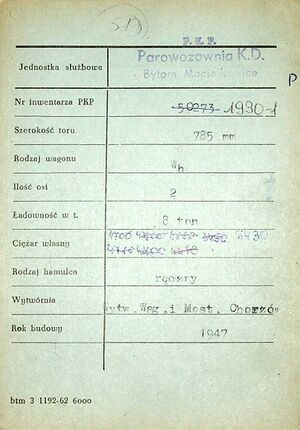 51).
P.K.P.
Jednostka służbowa
Parowozownia K.D.
Bytom
Nr inwentarza PKP 50273 1930-1
P
Szerokość toru 785 mm
Rodzaj wagonu Wh
Ilość osi 2
Ładowność w t. 8 ton
Ciężar własny 3430
Rodzaj hamulca ręczny
Wytwórnia Wytw. Wag. i Most. Chorzów
Rok budowy 1947
btm 3 1192-62 6000